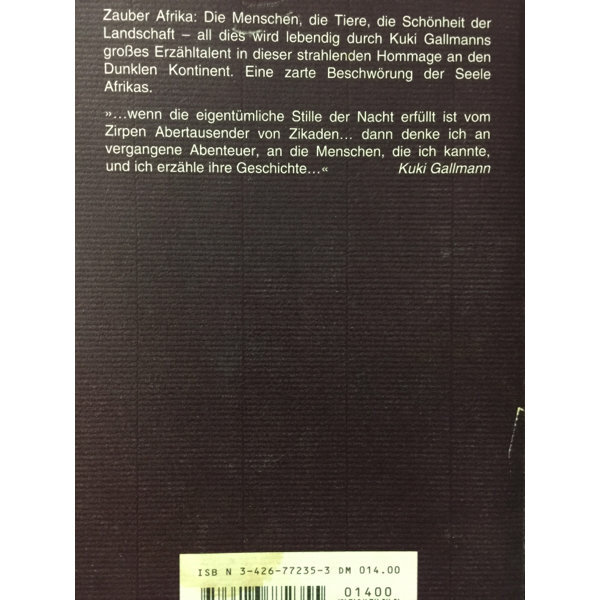 Zauber Afrika: Die Menschen, die Tiere, die Schönheit der
Landschaft – all dies wird lebendig durch Kuki Gallmanns
großes Erzähltalent in dieser strahlenden Hommage an den
Dunklen Kontinent. Eine zarte Beschwörung der Seele
Afrikas.
»...wenn die eigentümliche Stille der Nacht erfüllt ist vom
Zirpen Abertausender von Zikaden... dann denke ich an
vergangene Abenteuer, an die Menschen, die ich kannte,
und ich erzähle ihre Geschichte...« Kuki Gallmann
ISB N 3-426-77235-3 DM 014.00
01400